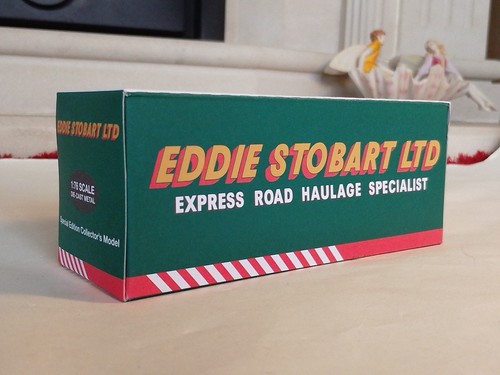 EDDIE STOBART LTD
1:76 SCALE
DIE-CAST METAL
Special Edition Collector's Model
EDDIE STOBART LTD
EXPRESS ROAD HAULAGE SPECIALIST